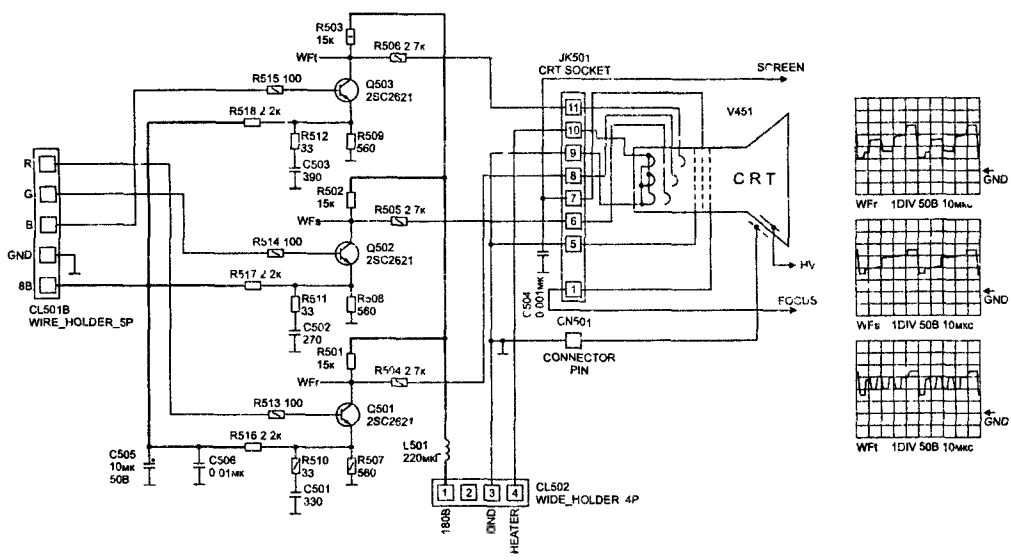 R503
15к
R506 2 7к
WFt
JK501
CRT SOCKET
SCREEN
R515 100
Q503
2SC2621
V451
R518 2 2к
R512
33
R509
560
C503
390
11
10
9
8
7
6
5
1
CRT
R
G
B
GND
8В
CL501B
WIRE_HOLDER_5P
R502
15к
WFs
R505 2 7к
R514 100
Q502
2SC2621
R517 2 2к
R511
33
R508
560
C502
270
C504
0.001мк
HV
FOCUS
CN501
CONNECTOR
PIN
R501
15к
WFr
R504 2 7к
R513 100
Q501
2SC2621
R516 2 2к
C505
10мк
50В
C506
0 01мк
R510
33
R507
560
C501
330
L501
220мкГ
1
2
3
4
CL502
WIDE_HOLDER 4P
180В
GND
HEATER
GND
WFr 1DIV 50В 10мкс
GND
WFs 1DIV 50В 10мкс
GND
WFt 1DIV 50В 10мкс